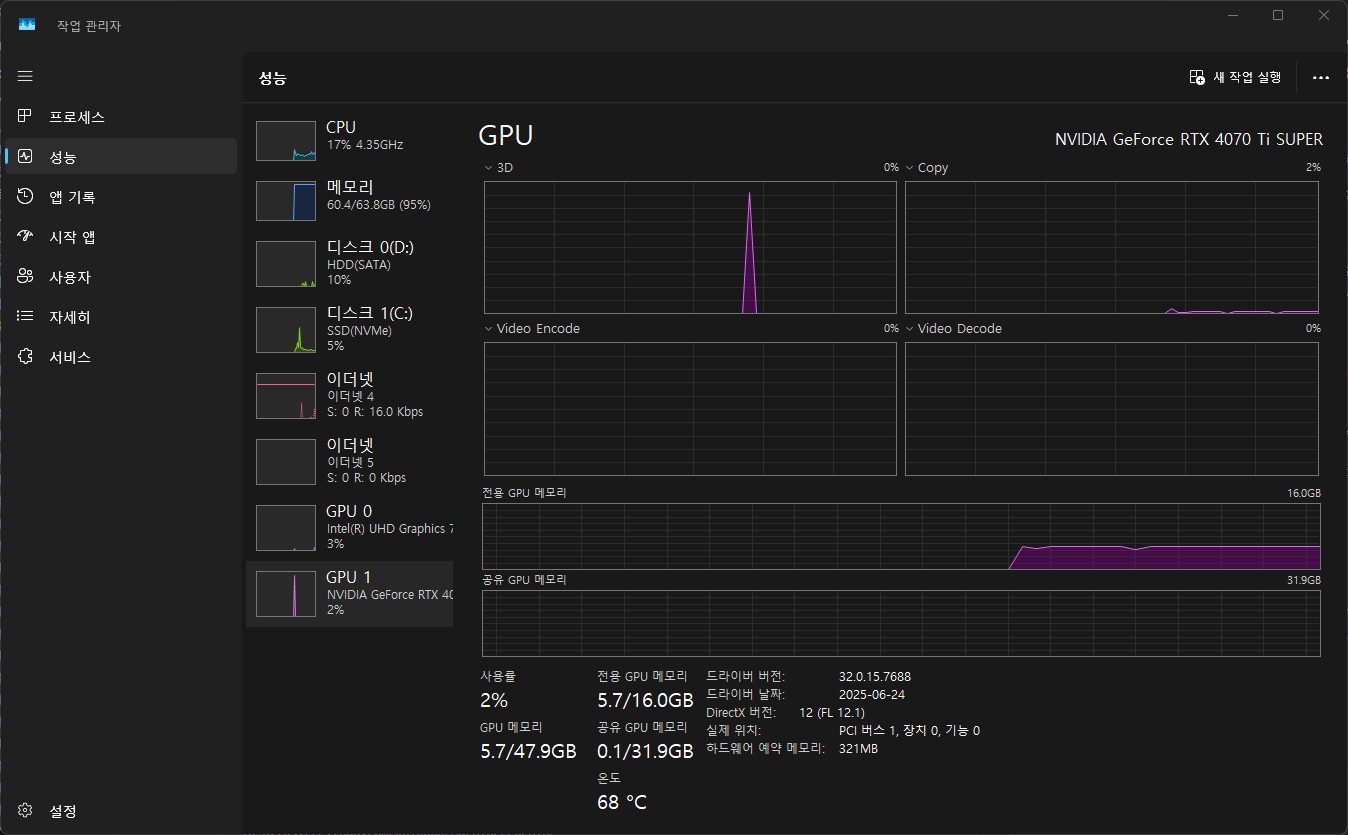 작업 관리자
프로세스
성능
앱 기록
시작 앱
사용자
자세히
서비스
설정
성능
새 작업 실행
CPU
17% 4.35GHz
메모리
60.4/63.8GB (95%)
디스크 0(D:)
HDD(SATA)
10%
디스크 1(C:)
SSD(NVMe)
5%
이더넷
이더넷 4
S: 0 R: 16.0 Kbps
이더넷
이더넷 5
S: 0 R: 0 Kbps
GPU 0
Intel(R) UHD Graphics 7
3%
GPU 1
NVIDIA GeForce RTX 40
2%
GPU
NVIDIA GeForce RTX 4070 Ti SUPER
3D 0%
Copy 2%
Video Encode 0%
Video Decode 0%
전용 GPU 메모리 16.0GB
공유 GPU 메모리 31.9GB
사용률
2%
전용 GPU 메모리
5.7/16.0GB
GPU 메모리
5.7/47.9GB
공유 GPU 메모리
0.1/31.9GB
온도
68 °C
드라이버 버전: 32.0.15.7688
드라이버 날짜: 2025-06-24
DirectX 버전: 12 (FL 12.1)
실제 위치: PCI 버스 1, 장치 0, 기능 0
하드웨어 예약 메모리: 321MB